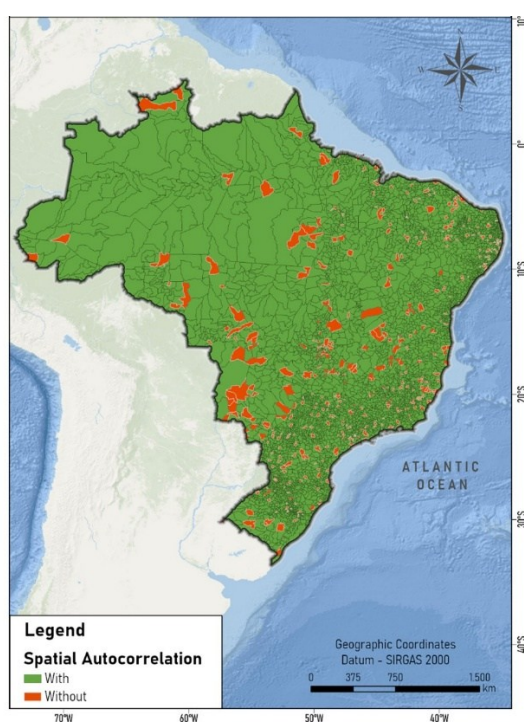 10°
0°
10°S
20°S
30°S
40°S
N
W
E
S
ATLANTIC
OCEAN
Legend
Spatial Autocorrelation
With
Without
Geographic Coordinates
Datum - SIRGAS 2000
0 375 750 1.500
km
70°W 60°W 50°W 40°W